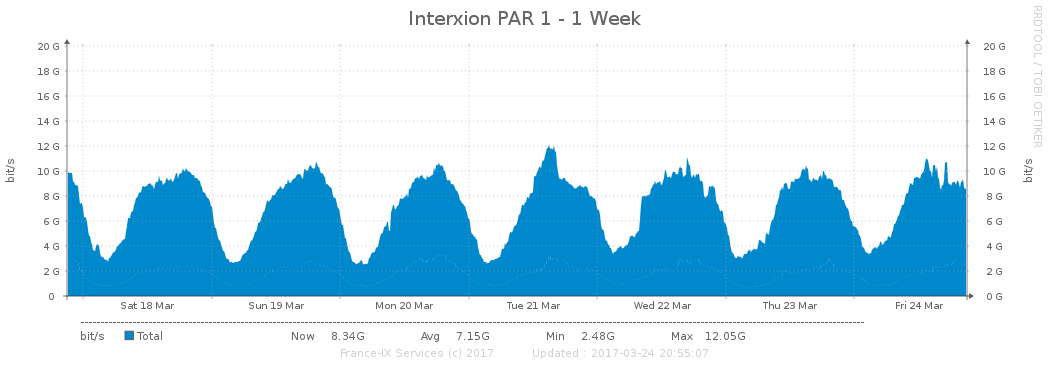 Interxion PAR 1 - 1 Week
RRDTOOL / TOBI OETIKER
bit/s
20 G
18 G
16 G
14 G
12 G
10 G
8 G
6 G
4 G
2 G
0
20 G
18 G
16 G
14 G
12 G
10 G
8 G
6 G
4 G
2 G
0 G
bit/s
Sat 18 Mar Sun 19 Mar Mon 20 Mar Tue 21 Mar Wed 22 Mar Thu 23 Mar Fri 24 Mar
bit/s Total Now 8.34G Avg 7.15G Min 2.48G Max 12.05G
France-IX Services (c) 2017 Updated : 2017-03-24 20:55:07